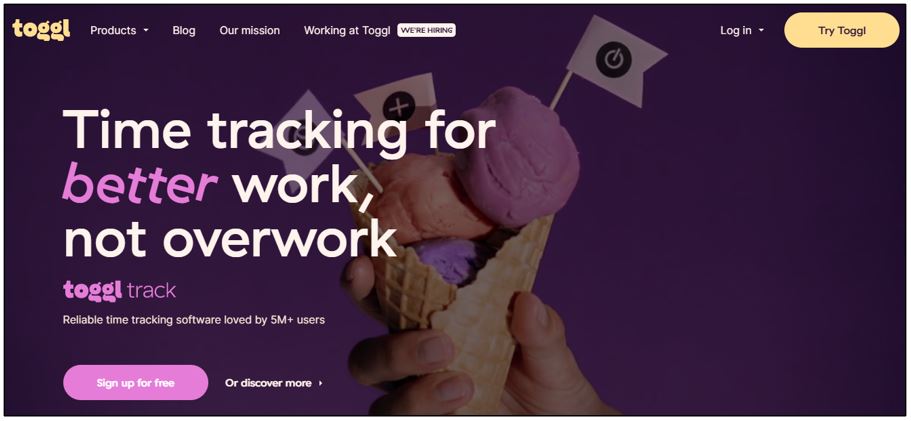 toggl Products Blog Our mission Working at Toggl WE'RE HIRING Log in Try Toggl
Time tracking for
better work,
not overwork
toggl track
Reliable time tracking software loved by 5M+ users
Sign up for free Or discover more